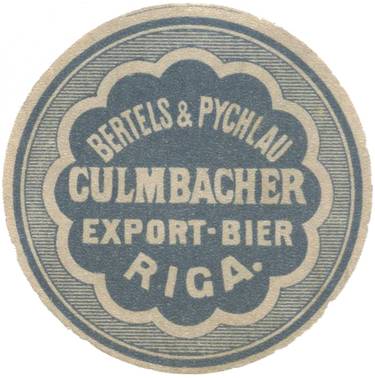 BERTELS & PYCHLAU
CULMBACHER
EXPORT-BIER
RIGA.